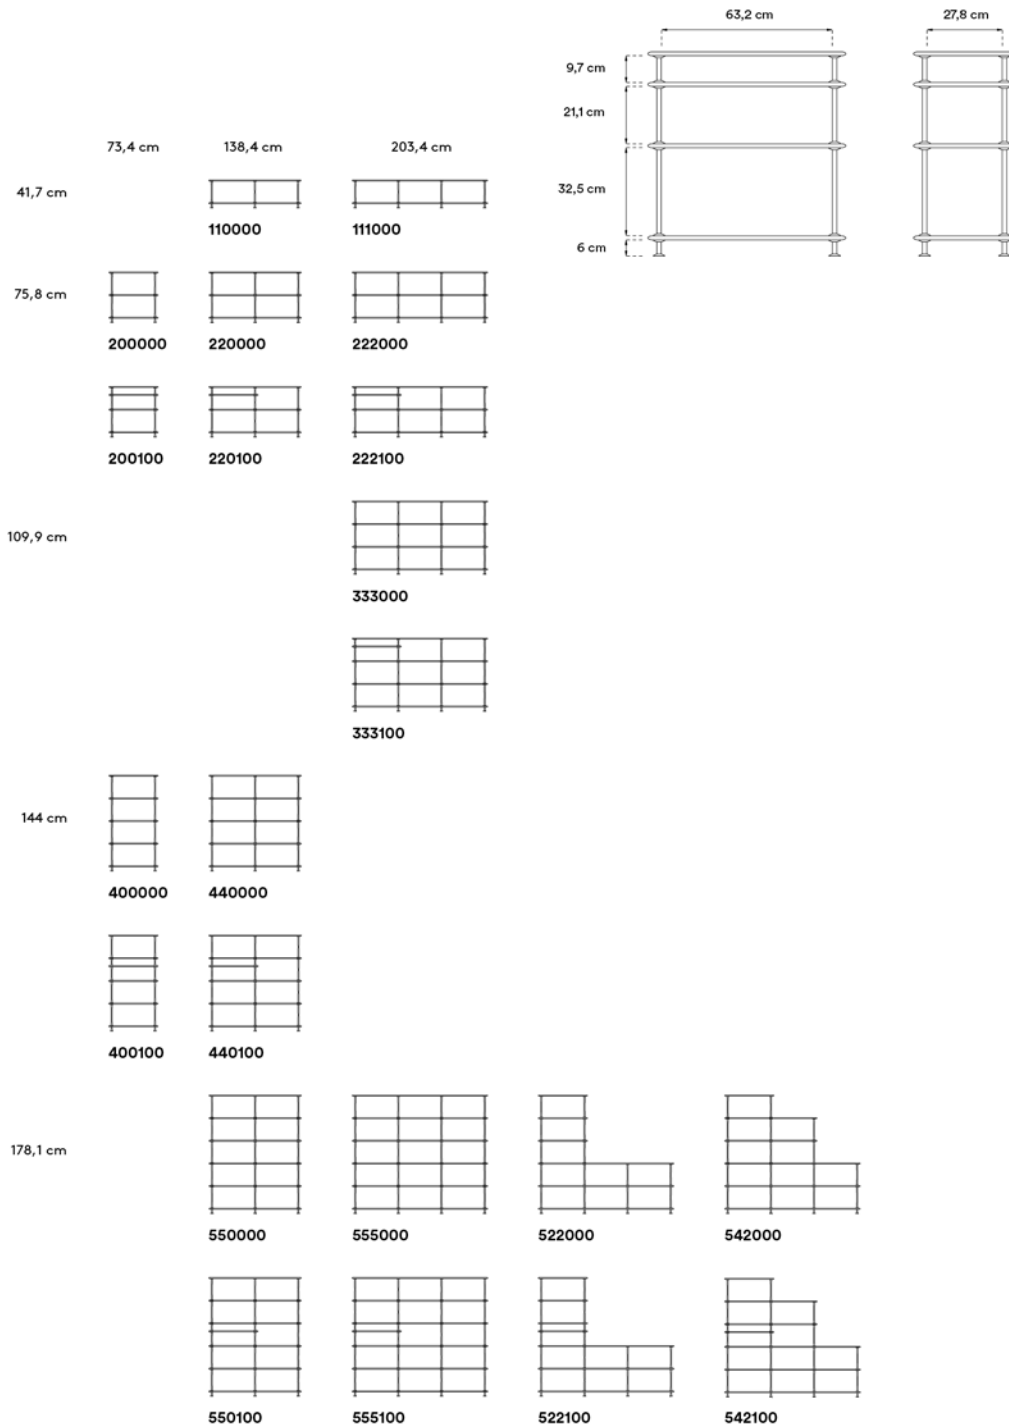 63,2 cm 27,8 cm
9,7 cm
21,1 cm
73,4 cm 138,4 cm 203,4 cm
41,7 cm 32,5 cm
110000 111000
6 cm
75,8 cm
200000 220000 222000
200100 220100 222100
109,9 cm
333000
333100
144 cm
400000 440000
400100 440100
178,1 cm
550000 555000 522000 542000
550100 555100 522100 542100